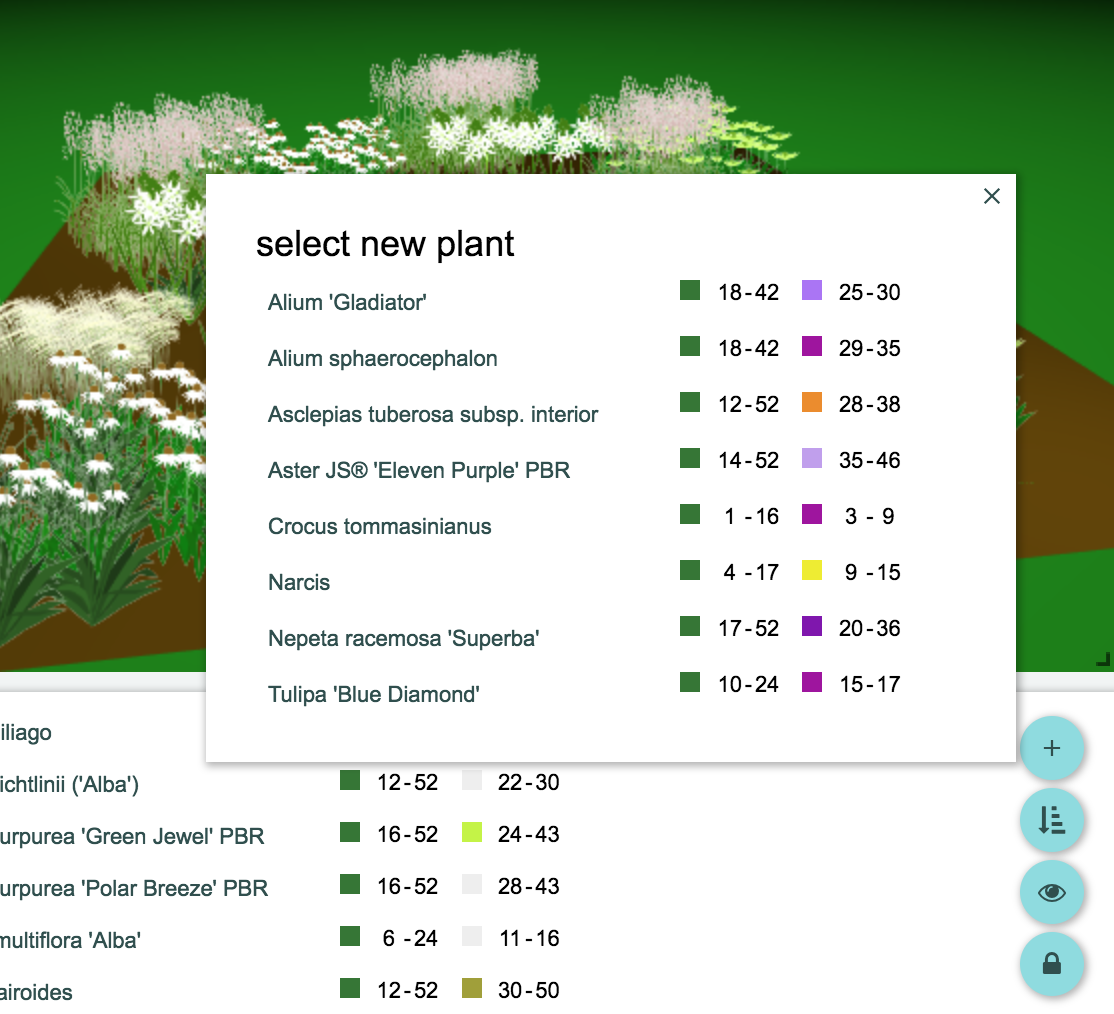 select new plant
Alium 'Gladiator' 18-42 25-30
Alium sphaerocephalon 18-42 29-35
Asclepias tuberosa subsp. interior 12-52 28-38
Aster JS® 'Eleven Purple' PBR 14-52 35-46
Crocus tommasinianus 1 -16 3 - 9
Narcis 4 -17 9 -15
Nepeta racemosa 'Superba' 17-52 20-36
Tulipa 'Blue Diamond' 10-24 15-17
iliago
ichtlinii ('Alba') 12-52 22-30
urpurea 'Green Jewel' PBR 16-52 24-43
urpurea 'Polar Breeze' PBR 16-52 28-43
multiflora 'Alba' 6 -24 11-16
airoides 12-52 30-50